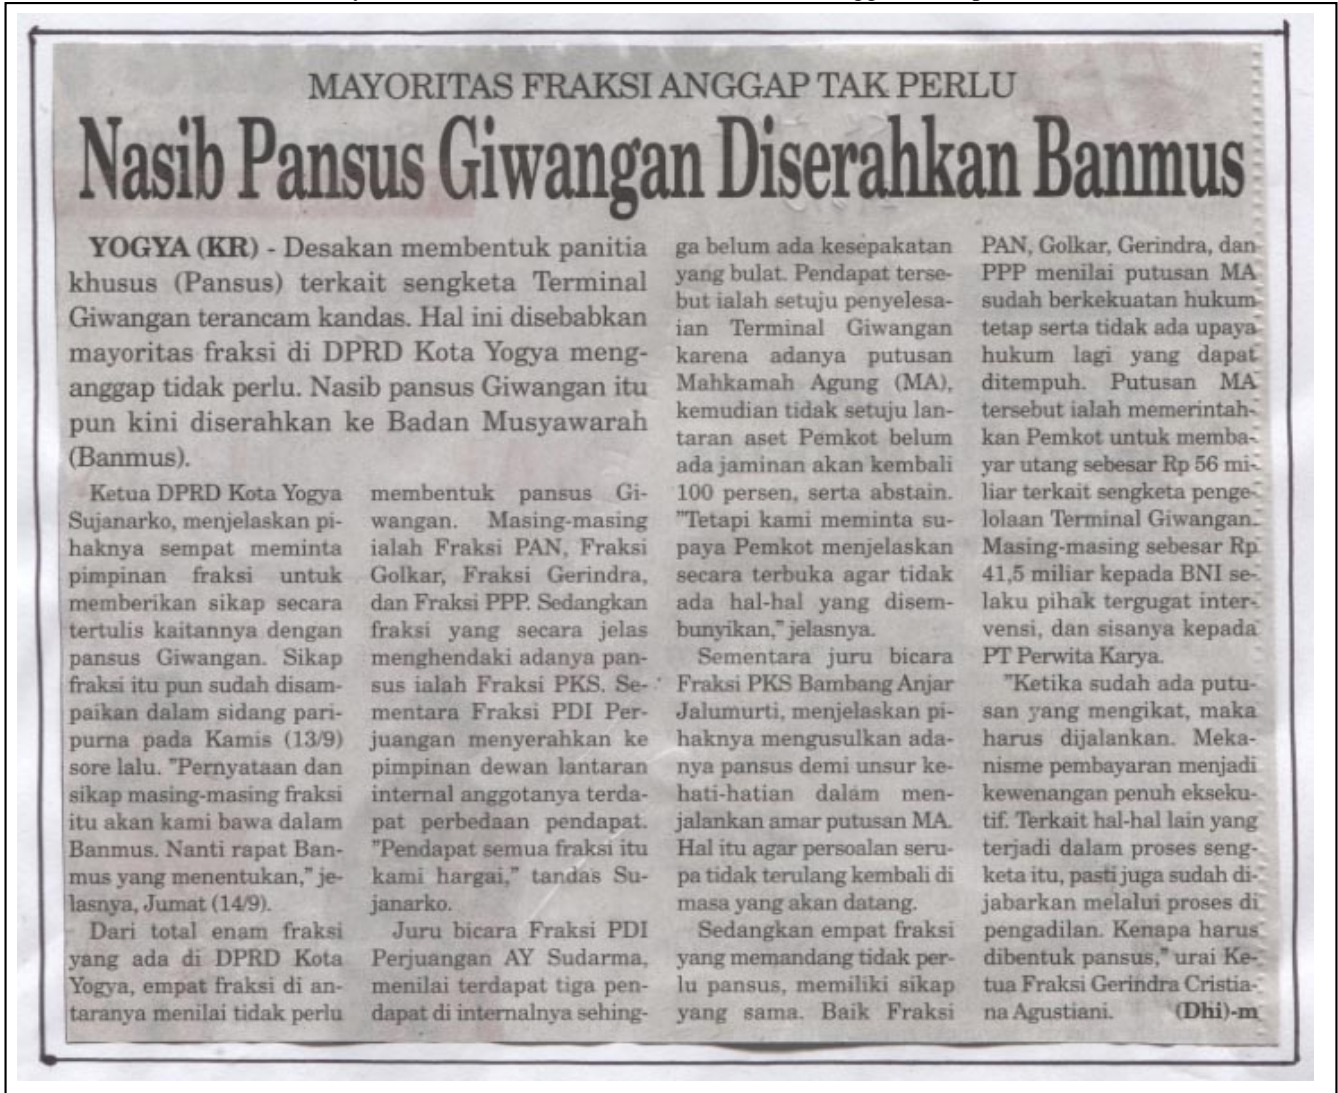 MAYORITAS FRAKSI ANGGAP TAK PERLU
Nasib Pansus Giwangan Diserahkan Banmus
YOGYA (KR) - Desakan membentuk panitia
khusus (Pansus) terkait sengketa Terminal
Giwangan terancam kandas. Hal ini disebabkan
mayoritas fraksi di DPRD Kota Yogya meng-
anggap tidak perlu. Nasib pansus Giwangan itu
pun kini diserahkan ke Badan Musyawarah
(Banmus).
Ketua DPRD Kota Yogya
Sujanarko, menjelaskan pi-
haknya sempat meminta
pimpinan fraksi untuk
memberikan sikap secara
tertulis kaitannya dengan
pansus Giwangan. Sikap
fraksi itu pun sudah disam-
paikan dalam sidang pari-
purna pada Kamis (13/9)
sore lalu. "Pernyataan dan
sikap masing-masing fraksi
itu akan kami bawa dalam
Banmus. Nanti rapat Ban-
mus yang menentukan," je-
lasnya, Jumat (14/9).
Dari total enam fraksi
yang ada di DPRD Kota
Yogya, empat fraksi di an-
taranya menilai tidak perlu
membentuk pansus Gi-
wangan. Masing-masing
ialah Fraksi PAN, Fraksi
Golkar, Fraksi Gerindra,
dan Fraksi PPP. Sedangkan
fraksi yang secara jelas
menghendaki adanya pan-
sus ialah Fraksi PKS. Se-
mentara Fraksi PDI Per-
juangan menyerahkan ke
pimpinan dewan lantaran
internal anggotanya terda-
pat perbedaan pendapat.
"Pendapat semua fraksi itu
kami hargai," tandas Su-
janarko.
Juru bicara Fraksi PDI
Perjuangan AY Sudarma,
menilai terdapat tiga pen-
dapat di internalnya sehing-
ga belum ada kesepakatan
yang bulat. Pendapat terse-
but ialah setuju penyelesa-
ian Terminal Giwangan
karena adanya putusan
Mahkamah Agung (MA),
kemudian tidak setuju lan-
taran aset Pemkot belum
ada jaminan akan kembali
100 persen, serta abstain.
"Tetapi kami meminta su-
paya Pemkot menjelaskan
secara terbuka agar tidak
ada hal-hal yang disem-
bunyikan," jelasnya.
Sementara juru bicara
Fraksi PKS Bambang Anjar
Jalumurti, menjelaskan pi-
haknya mengusulkan ada-
nya pansus demi unsur ke-
hati-hatian dalam men-
jalankan amar putusan MA.
Hal itu agar persoalan seru-
pa tidak terulang kembali di
masa yang akan datang.
Sedangkan empat fraksi
yang memandang tidak per-
lu pansus, memiliki sikap
yang sama. Baik Fraksi
PAN, Golkar, Gerindra, dan
PPP menilai putusan MA
sudah berkekuatan hukum
tetap serta tidak ada upaya
hukum lagi yang dapat
ditempuh. Putusan MA
tersebut ialah memerintah-
kan Pemkot untuk memba-
yar utang sebesar Rp 56 mi-
liar terkait sengketa penge-
lolaan Terminal Giwangan.
Masing-masing sebesar Rp
41,5 miliar kepada BNI se-
laku pihak tergugat inter-
vensi, dan sisanya kepada
PT Perwita Karya.
"Ketika sudah ada putu-
san yang mengikat, maka
harus dijalankan. Meka-
nisme pembayaran menjadi
kewenangan penuh ekseku-
tif. Terkait hal-hal lain yang
terjadi dalam proses seng-
keta itu, pasti juga sudah di-
jabarkan melalui proses di
pengadilan. Kenapa harus
dibentuk pansus," urai Ke-
tua Fraksi Gerindra Cristia-
na Agustiani. (Dhi)-m